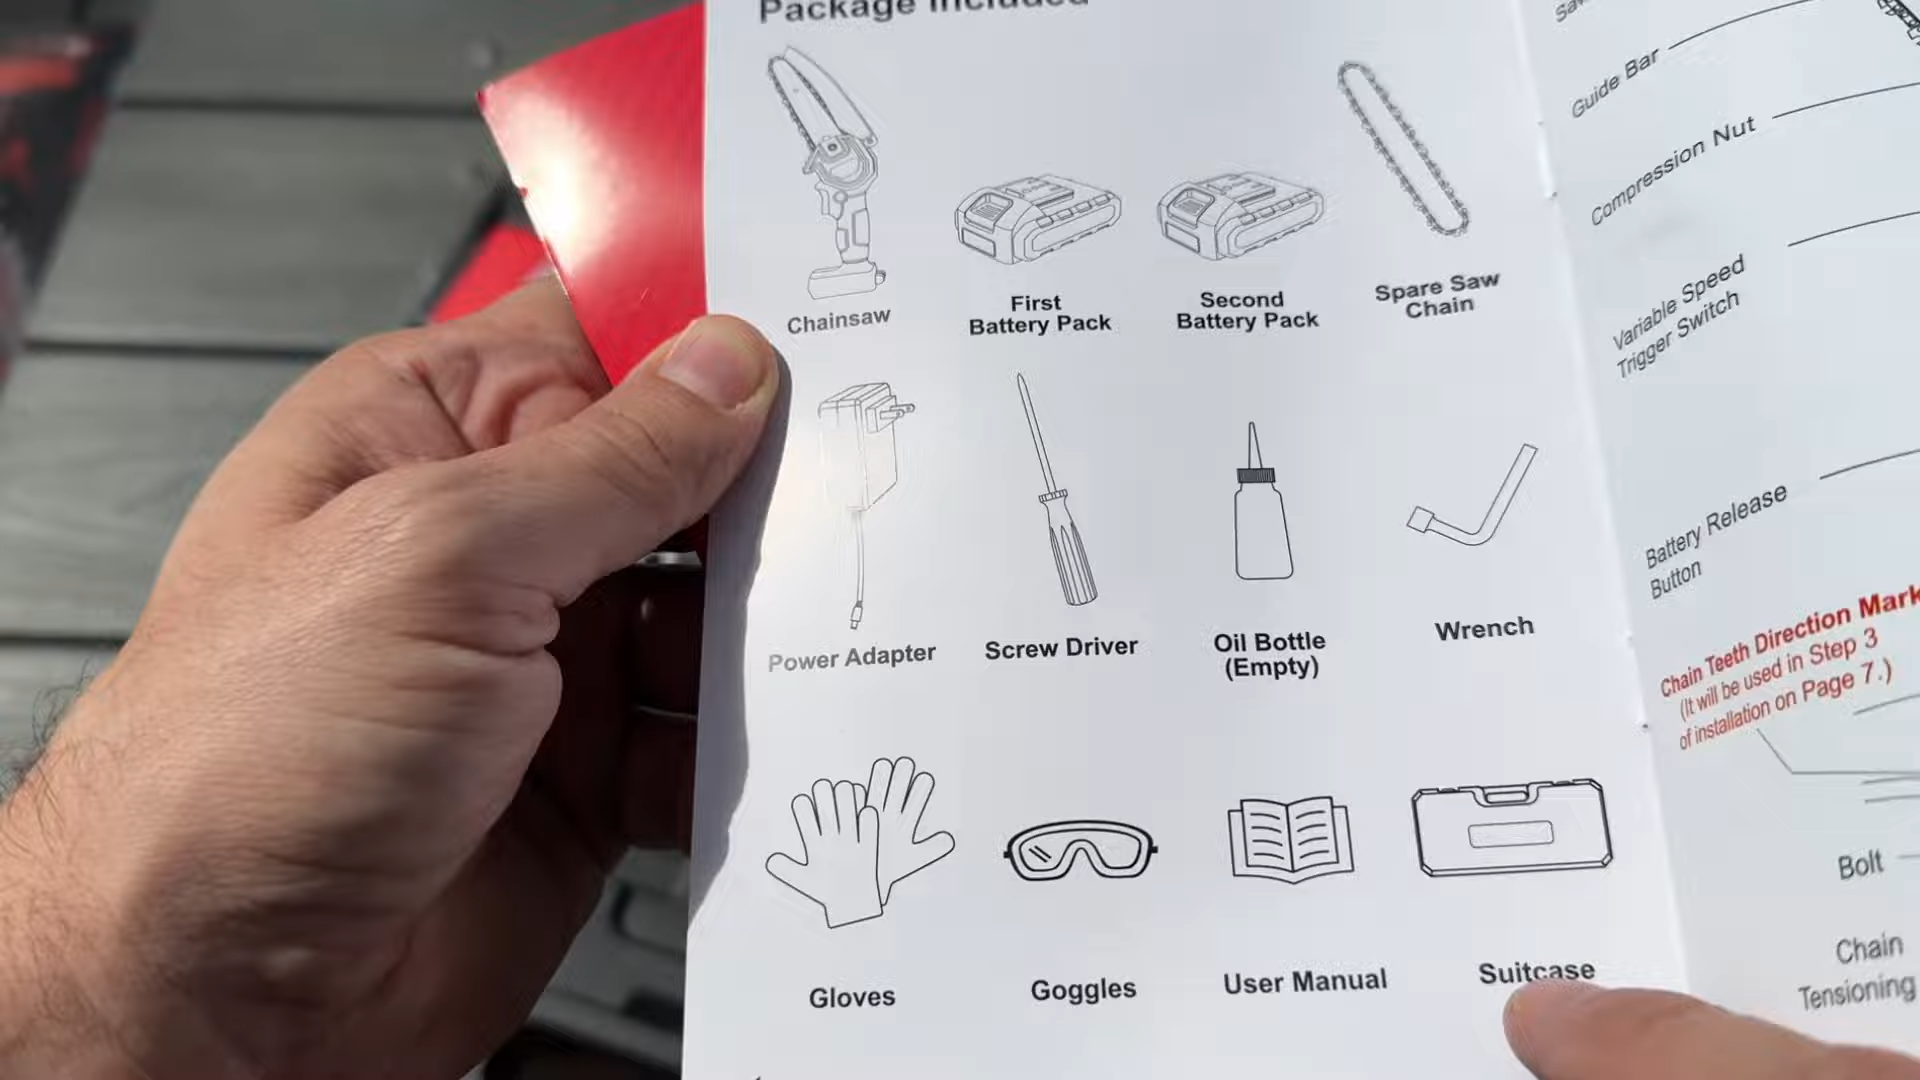 Package Included
Chainsaw
First
Battery Pack
Second
Battery Pack
Spare Saw
Chain
Power Adapter
Screw Driver
Oil Bottle
(Empty)
Wrench
Gloves
Goggles
User Manual
Suitcase
Guide Bar
Compression Nut
Variable Speed
Trigger Switch
Battery Release
Button
Chain Teeth Direction Mark
(It will be used in Step 3
of installation on Page 7.)
Bolt
Chain
Tensioning